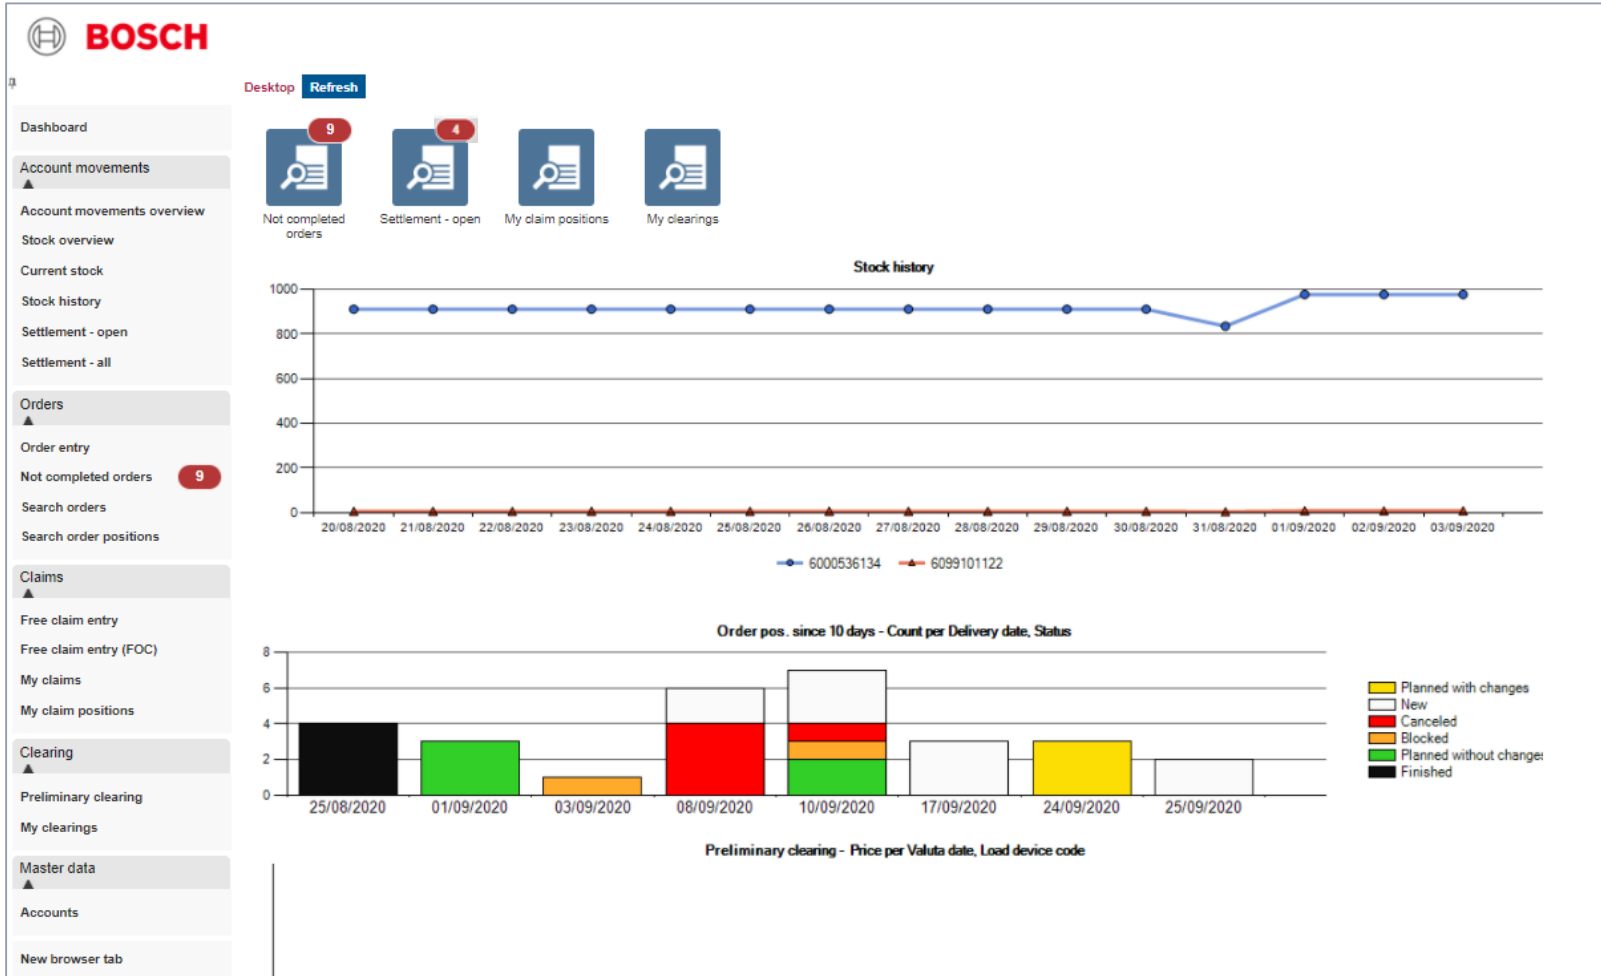 BOSCH
Desktop Refresh
Dashboard
Account movements
Account movements overview
Stock overview
Current stock
Stock history
Settlement - open
Settlement - all
Orders
Order entry
Not completed orders 9
Search orders
Search order positions
Claims
Free claim entry
Free claim entry (FOC)
My claims
My claim positions
Clearing
Preliminary clearing
My clearings
Master data
Accounts
New browser tab
9
4
Not completed
orders
Settlement - open
My claim positions
My clearings
Stock history
1000
800
600
400
200
0
20/08/2020 21/08/2020 22/08/2020 23/08/2020 24/08/2020 25/08/2020 26/08/2020 27/08/2020 28/08/2020 29/08/2020 30/08/2020 31/08/2020 01/09/2020 02/09/2020 03/09/2020
6000536134 6099101122
Order pos. since 10 days - Count per Delivery date, Status
8
6
4
2
0
25/08/2020 01/09/2020 03/09/2020 08/09/2020 10/09/2020 17/09/2020 24/09/2020 25/09/2020
Planned with changes
New
Canceled
Blocked
Planned without changes
Finished
Preliminary clearing - Price per Valuta date, Load device code